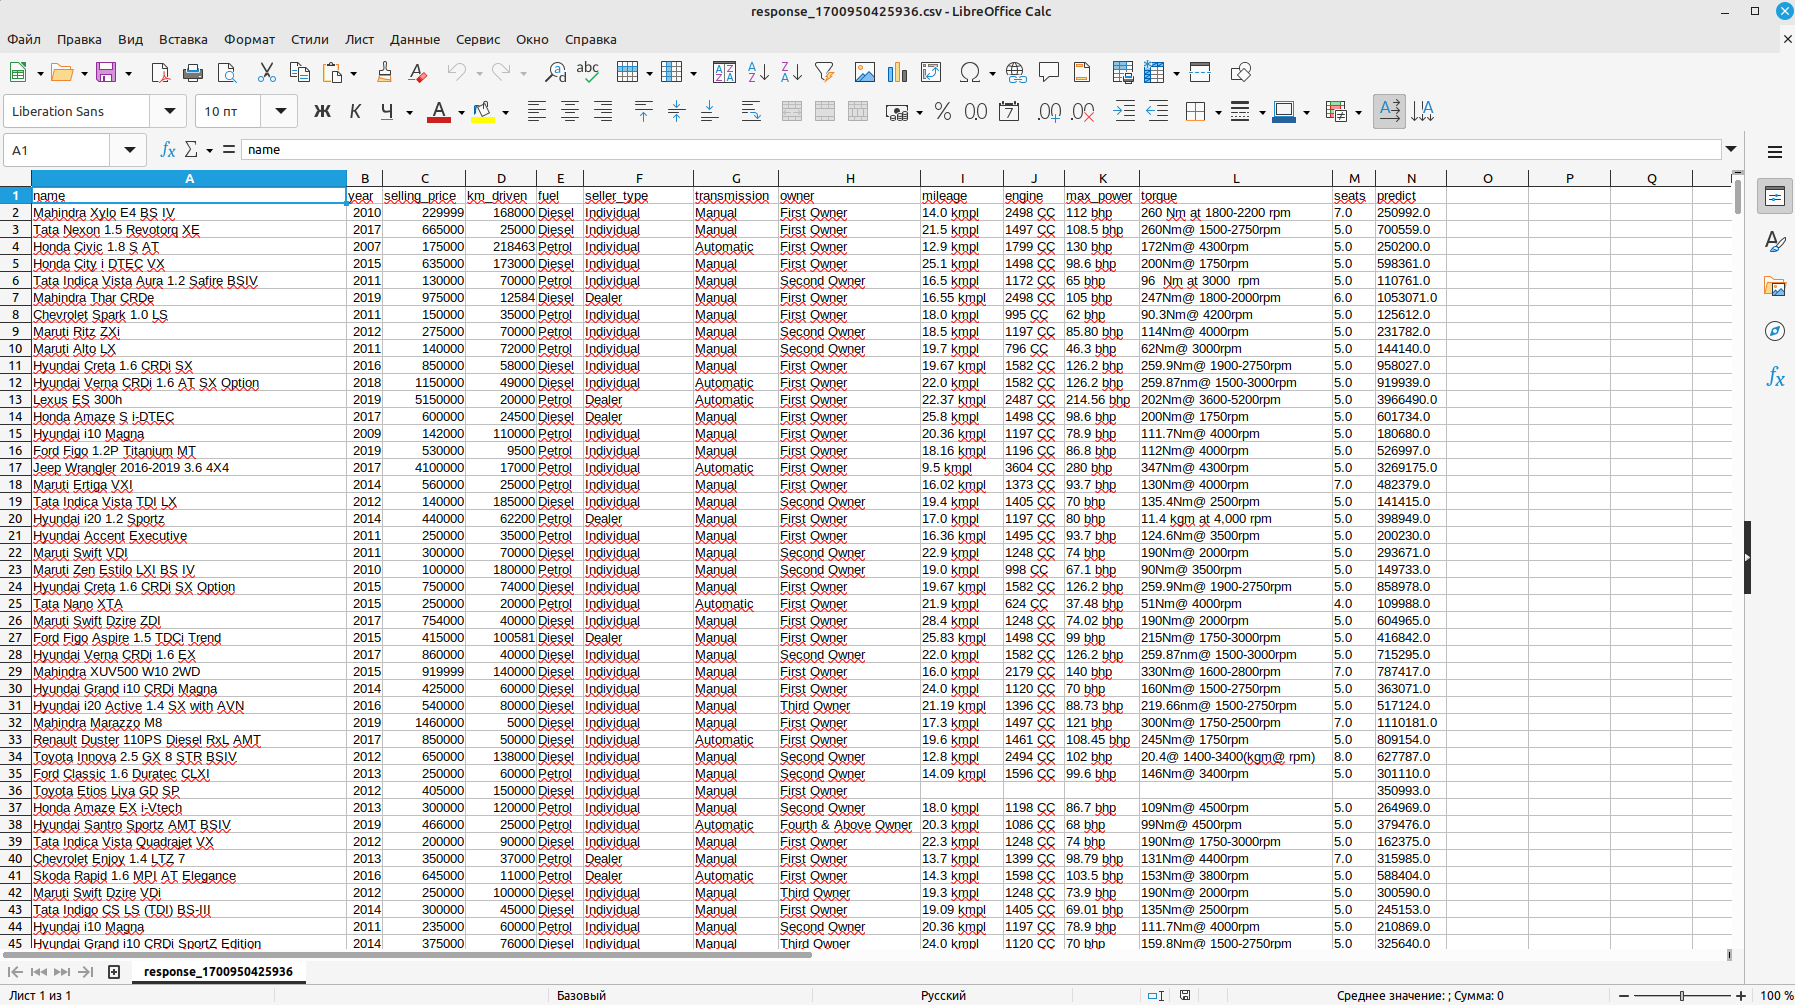 response_1700950425936.csv - LibreOffice Calc
Файл Правка Вид Вставка Формат Стили Лист Данные Сервис Окно Справка
Liberation Sans 10 пт Ж К Ч
A1 name
A B C D E F G H I J K L M N O P Q
1 name year selling_price km_driven fuel seller_type transmission owner mileage engine max_power torque seats predict
2 Mahindra Xylo E4 BS IV 2010 229999 168000 Diesel Individual Manual First Owner 14.0 kmpl 2498 CC 112 bhp 260 Nm at 1800-2200 rpm 7.0 250992.0
3 Tata Nexon 1.5 Revotorq XE 2017 665000 25000 Diesel Individual Manual First Owner 21.5 kmpl 1497 CC 108.5 bhp 260Nm@ 1500-2750rpm 5.0 700559.0
4 Honda Civic 1.8 S AT 2007 175000 218463 Petrol Individual Automatic First Owner 12.9 kmpl 1799 CC 130 bhp 172Nm@ 4300rpm 5.0 250200.0
5 Honda City i DTEC VX 2015 635000 173000 Diesel Individual Manual First Owner 25.1 kmpl 1498 CC 98.6 bhp 200Nm@ 1750rpm 5.0 598361.0
6 Tata Indica Vista Aura 1.2 Safire BSIV 2011 130000 70000 Petrol Individual Manual Second Owner 16.5 kmpl 1172 CC 65 bhp 96  Nm at 3000  rpm 5.0 110761.0
7 Mahindra Thar CRDe 2019 975000 12584 Diesel Dealer Manual First Owner 16.55 kmpl 2498 CC 105 bhp 247Nm@ 1800-2000rpm 6.0 1053071.0
8 Chevrolet Spark 1.0 LS 2011 150000 35000 Petrol Individual Manual First Owner 18.0 kmpl 995 CC 62 bhp 90.3Nm@ 4200rpm 5.0 125612.0
9 Maruti Ritz ZXi 2012 275000 70000 Petrol Individual Manual Second Owner 18.5 kmpl 1197 CC 85.80 bhp 114Nm@ 4000rpm 5.0 231782.0
10 Maruti Alto LX 2011 140000 72000 Petrol Individual Manual Second Owner 19.7 kmpl 796 CC 46.3 bhp 62Nm@ 3000rpm 5.0 144140.0
11 Hyundai Creta 1.6 CRDi SX 2016 850000 58000 Diesel Individual Manual First Owner 19.67 kmpl 1582 CC 126.2 bhp 259.9Nm@ 1900-2750rpm 5.0 958027.0
12 Hyundai Verna CRDi 1.6 AT SX Option 2018 1150000 49000 Diesel Individual Automatic First Owner 22.0 kmpl 1582 CC 126.2 bhp 259.87nm@ 1500-3000rpm 5.0 919939.0
13 Lexus ES 300h 2019 5150000 20000 Petrol Dealer Automatic First Owner 22.37 kmpl 2487 CC 214.56 bhp 202Nm@ 3600-5200rpm 5.0 3966490.0
14 Honda Amaze S i-DTEC 2017 600000 24500 Diesel Dealer Manual First Owner 25.8 kmpl 1498 CC 98.6 bhp 200Nm@ 1750rpm 5.0 601734.0
15 Hyundai i10 Magna 2009 142000 110000 Petrol Individual Manual First Owner 20.36 kmpl 1197 CC 78.9 bhp 111.7Nm@ 4000rpm 5.0 180680.0
16 Ford Figo 1.2P Titanium MT 2019 530000 9500 Petrol Individual Manual First Owner 18.16 kmpl 1196 CC 86.8 bhp 112Nm@ 4000rpm 5.0 526997.0
17 Jeep Wrangler 2016-2019 3.6 4X4 2017 4100000 17000 Petrol Individual Automatic First Owner 9.5 kmpl 3604 CC 280 bhp 347Nm@ 4300rpm 5.0 3269175.0
18 Maruti Ertiga VXI 2014 560000 25000 Petrol Individual Manual First Owner 16.02 kmpl 1373 CC 93.7 bhp 130Nm@ 4000rpm 7.0 482379.0
19 Tata Indica Vista TDI LX 2012 140000 185000 Diesel Individual Manual Second Owner 19.4 kmpl 1405 CC 70 bhp 135.4Nm@ 2500rpm 5.0 141415.0
20 Hyundai i20 1.2 Sportz 2014 440000 62200 Petrol Dealer Manual First Owner 17.0 kmpl 1197 CC 80 bhp 11.4 kgm at 4,000 rpm 5.0 398949.0
21 Hyundai Accent Executive 2011 250000 35000 Petrol Individual Manual First Owner 16.36 kmpl 1495 CC 93.7 bhp 124.6Nm@ 3500rpm 5.0 200230.0
22 Maruti Swift VDI 2011 300000 70000 Diesel Individual Manual Second Owner 22.9 kmpl 1248 CC 74 bhp 190Nm@ 2000rpm 5.0 293671.0
23 Maruti Zen Estilo LXI BS IV 2010 100000 180000 Petrol Individual Manual Second Owner 19.0 kmpl 998 CC 67.1 bhp 90Nm@ 3500rpm 5.0 149733.0
24 Hyundai Creta 1.6 CRDi SX Option 2015 750000 74000 Diesel Individual Manual First Owner 19.67 kmpl 1582 CC 126.2 bhp 259.9Nm@ 1900-2750rpm 5.0 858978.0
25 Tata Nano XTA 2015 250000 20000 Petrol Individual Automatic First Owner 21.9 kmpl 624 CC 37.48 bhp 51Nm@ 4000rpm 4.0 109988.0
26 Maruti Swift Dzire ZDI 2017 754000 40000 Diesel Individual Manual First Owner 28.4 kmpl 1248 CC 74.02 bhp 190Nm@ 2000rpm 5.0 604965.0
27 Ford Figo Aspire 1.5 TDCi Trend 2015 415000 100581 Diesel Dealer Manual First Owner 25.83 kmpl 1498 CC 99 bhp 215Nm@ 1750-3000rpm 5.0 416842.0
28 Hyundai Verna CRDi 1.6 EX 2017 860000 40000 Diesel Individual Manual Second Owner 22.0 kmpl 1582 CC 126.2 bhp 259.87nm@ 1500-3000rpm 5.0 715295.0
29 Mahindra XUV500 W10 2WD 2015 919999 140000 Diesel Individual Manual First Owner 16.0 kmpl 2179 CC 140 bhp 330Nm@ 1600-2800rpm 7.0 787417.0
30 Hyundai Grand i10 CRDi Magna 2014 425000 60000 Diesel Individual Manual First Owner 24.0 kmpl 1120 CC 70 bhp 160Nm@ 1500-2750rpm 5.0 363071.0
31 Hyundai i20 Active 1.4 SX with AVN 2016 540000 80000 Diesel Individual Manual Third Owner 21.19 kmpl 1396 CC 88.73 bhp 219.66nm@ 1500-2750rpm 5.0 517124.0
32 Mahindra Marazzo M8 2019 1460000 5000 Diesel Individual Manual First Owner 17.3 kmpl 1497 CC 121 bhp 300Nm@ 1750-2500rpm 7.0 1110181.0
33 Renault Duster 110PS Diesel RxL AMT 2017 850000 50000 Diesel Individual Automatic First Owner 19.6 kmpl 1461 CC 108.45 bhp 245Nm@ 1750rpm 5.0 809154.0
34 Toyota Innova 2.5 GX 8 STR BSIV 2012 650000 138000 Diesel Individual Manual Second Owner 12.8 kmpl 2494 CC 102 bhp 20.4@ 1400-3400(kgm@ rpm) 8.0 627787.0
35 Ford Classic 1.6 Duratec CLXI 2013 250000 60000 Petrol Individual Manual Second Owner 14.09 kmpl 1596 CC 99.6 bhp 146Nm@ 3400rpm 5.0 301110.0
36 Toyota Etios Liva GD SP 2012 405000 150000 Diesel Individual Manual First Owner 350993.0
37 Honda Amaze EX i-Vtech 2013 300000 120000 Petrol Individual Manual Second Owner 18.0 kmpl 1198 CC 86.7 bhp 109Nm@ 4500rpm 5.0 264969.0
38 Hyundai Santro Sportz AMT BSIV 2019 466000 25000 Petrol Individual Automatic Fourth & Above Owner 20.3 kmpl 1086 CC 68 bhp 99Nm@ 4500rpm 5.0 379476.0
39 Tata Indica Vista Quadrajet VX 2012 200000 90000 Diesel Individual Manual First Owner 22.3 kmpl 1248 CC 74 bhp 190Nm@ 1750-3000rpm 5.0 162375.0
40 Chevrolet Enjoy 1.4 LTZ 7 2013 350000 37000 Petrol Dealer Manual First Owner 13.7 kmpl 1399 CC 98.79 bhp 131Nm@ 4400rpm 7.0 315985.0
41 Skoda Rapid 1.6 MPI AT Elegance 2016 645000 11000 Petrol Dealer Automatic First Owner 14.3 kmpl 1598 CC 103.5 bhp 153Nm@ 3800rpm 5.0 588404.0
42 Maruti Swift Dzire VDi 2012 250000 100000 Diesel Individual Manual Third Owner 19.3 kmpl 1248 CC 73.9 bhp 190Nm@ 2000rpm 5.0 300590.0
43 Tata Indigo CS LS (TDI) BS-III 2014 300000 45000 Diesel Individual Manual First Owner 19.09 kmpl 1405 CC 69.01 bhp 135Nm@ 2500rpm 5.0 245153.0
44 Hyundai i10 Magna 2011 235000 60000 Petrol Individual Manual Second Owner 20.36 kmpl 1197 CC 78.9 bhp 111.7Nm@ 4000rpm 5.0 210869.0
45 Hyundai Grand i10 CRDi SportZ Edition 2014 375000 76000 Diesel Individual Manual Third Owner 24.0 kmpl 1120 CC 70 bhp 159.8Nm@ 1500-2750rpm 5.0 325640.0
response_1700950425936
Лист 1 из 1 Базовый Русский Среднее значение: ; Сумма: 0 100 %